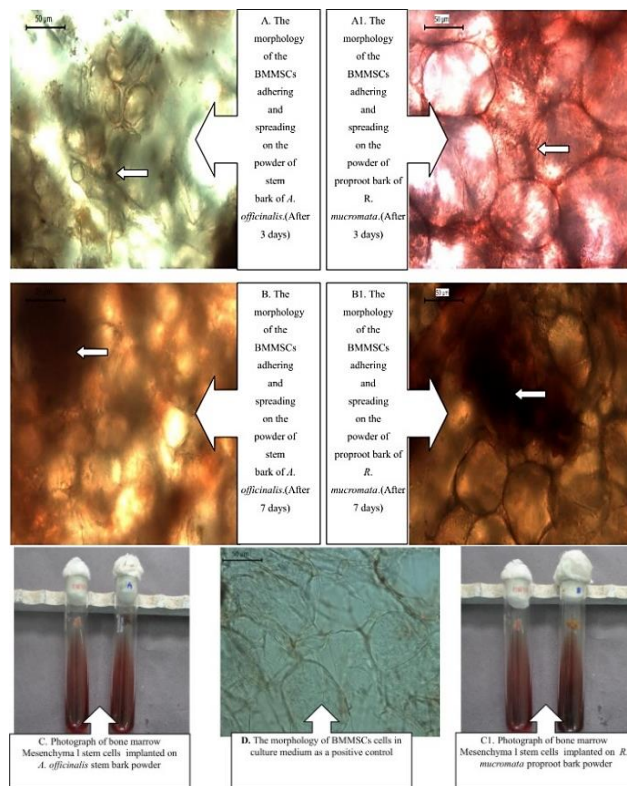 50 µm
A. The
morphology
of the
BMMSCs
adhering
and
spreading
on the
powder of
stem
bark of A.
officinalis.(After
3 days)
A1. The
morphology
of the
BMMSCs
adhering
and
spreading
on the
powder of
proproot bark of
R.
mucromata.(After
3 days)
50 µm
B. The
morphology
of the
BMMSCs
adhering
and
spreading
on the
powder of
stem
bark of A.
officinalis.(After
7 days)
B1. The
morphology
of the
BMMSCs
adhering
and
spreading
on the
powder of
proproot bark of
R.
mucromata.(After
7 days)
50 µm
C. Photograph of bone marrow
Mesenchyma l stem cells implanted on
A. officinalis stem bark powder
50 µm
D. The morphology of BMMSCs cells in
culture medium as a positive control
C1. Photograph of bone marrow
Mesenchyma l stem cells implanted on R.
mucromata proproot bark powder